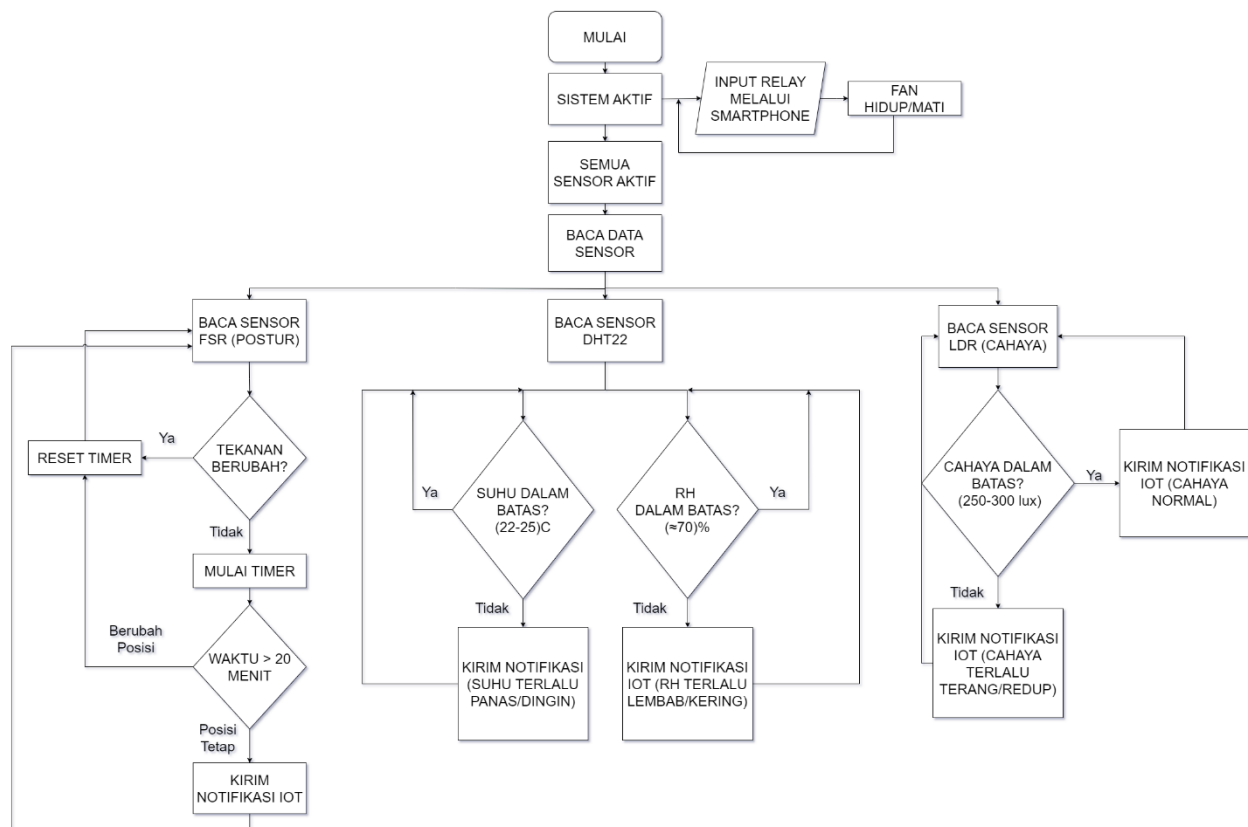 MULAI
SISTEM AKTIF
INPUT RELAY
MELALUI
SMARTPHONE
FAN
HIDUP/MATI
SEMUA
SENSOR AKTIF
BACA DATA
SENSOR
BACA SENSOR
FSR (POSTUR)
BACA SENSOR
DHT22
BACA SENSOR
LDR (CAHAYA)
TEKANAN
BERUBAH?
Ya
RESET TIMER
Tidak
MULAI TIMER
WAKTU > 20
MENIT
Berubah
Posisi
Posisi
Tetap
KIRIM
NOTIFIKASI IOT
SUHU DALAM
BATAS?
(22-25)C
Ya
Tidak
KIRIM NOTIFIKASI
(SUHU TERLALU
PANAS/DINGIN)
RH
DALAM BATAS?
(≈70)%
Ya
Tidak
KIRIM NOTIFIKASI
IOT (RH TERLALU
LEMBAB/KERING)
CAHAYA DALAM
BATAS?
(250-300 lux)
Ya
KIRIM NOTIFIKASI
IOT (CAHAYA
NORMAL)
Tidak
KIRIM NOTIFIKASI
IOT (CAHAYA
TERLALU
TERANG/REDUP)